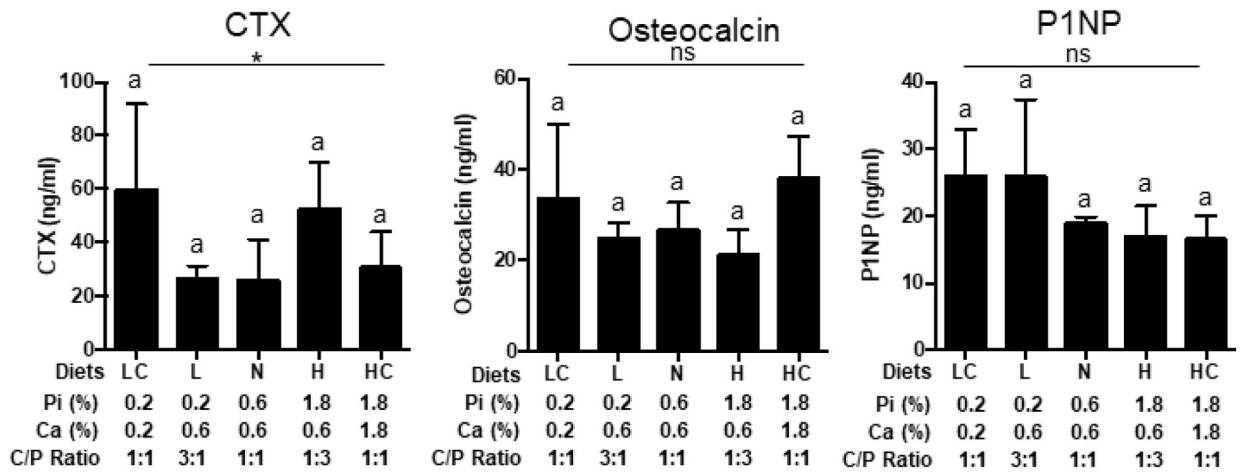 CTX
*
100
80
60
40
20
0
CTX (ng/ml)
a a a a a
Diets LC L N H HC
Pi (%) 0.2 0.2 0.6 1.8 1.8
Ca (%) 0.2 0.6 0.6 0.6 1.8
C/P Ratio 1:1 3:1 1:1 1:3 1:1
Osteocalcin
ns
60
40
20
0
Osteocalcin (ng/ml)
a a a a a
LC L N H HC
0.2 0.2 0.6 1.8 1.8
0.2 0.6 0.6 0.6 1.8
1:1 3:1 1:1 1:3 1:1
P1NP
ns
40
30
20
10
0
P1NP (ng/ml)
a a a a a
Diets LC L N H HC
Pi (%) 0.2 0.2 0.6 1.8 1.8
Ca (%) 0.2 0.6 0.6 0.6 1.8
C/P Ratio 1:1 3:1 1:1 1:3 1:1